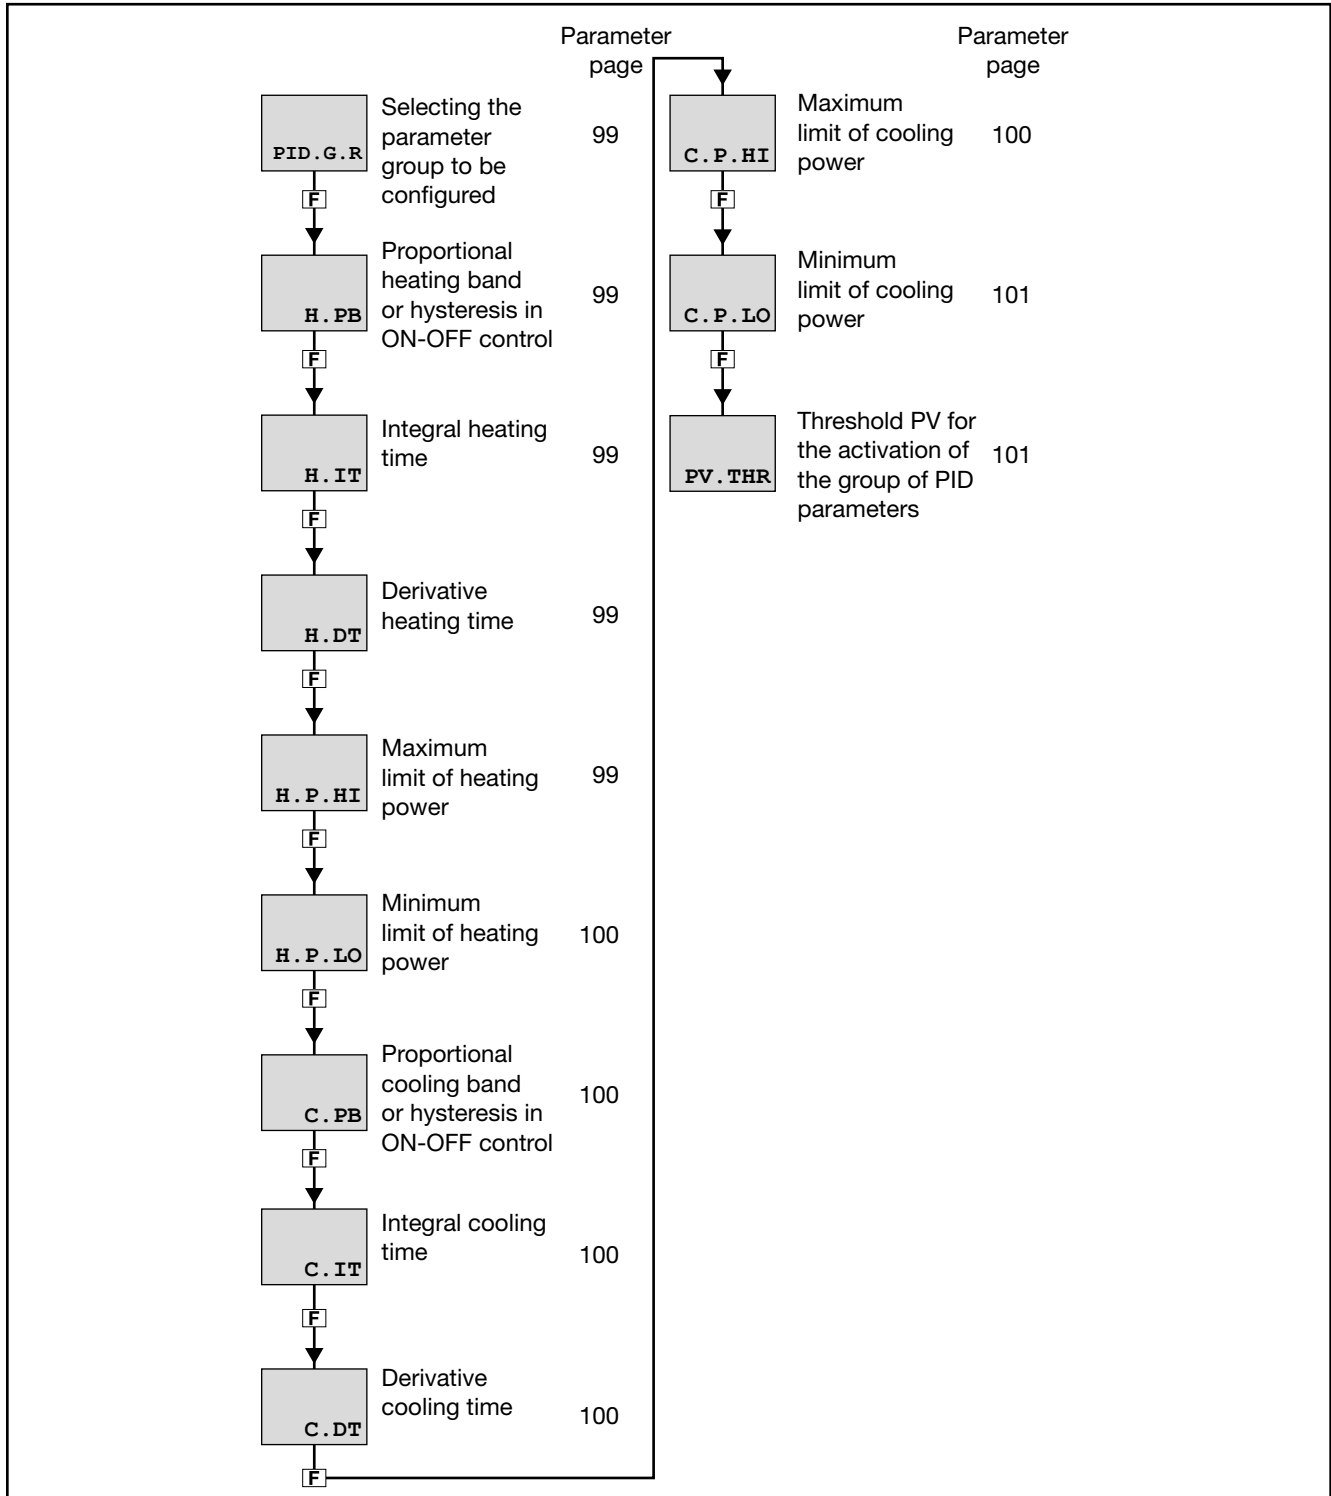 Parameter
page
PID.G.R
Selecting the
parameter
group to be
configured
99
F
H.PB
Proportional
heating band
or hysteresis in
ON-OFF control
99
F
H.IT
Integral heating
time
99
F
H.DT
Derivative
heating time
99
F
H.P.HI
Maximum
limit of heating
power
99
F
H.P.LO
Minimum
limit of heating
power
100
F
C.PB
Proportional
cooling band
or hysteresis in
ON-OFF control
100
F
C.IT
Integral cooling
time
100
F
C.DT
Derivative
cooling time
100
F
Parameter
page
C.P.HI
Maximum
limit of cooling
power
100
F
C.P.LO
Minimum
limit of cooling
power
101
F
PV.THR
Threshold PV for
the activation of
the group of PID
parameters
101